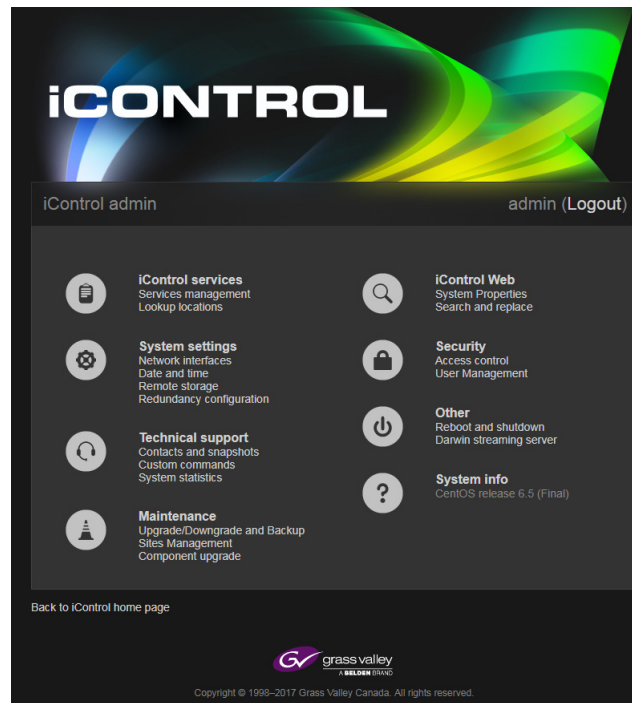 iCONTROL
iControl admin
admin (Logout)
iControl services
Services management
Lookup locations
System settings
Network interfaces
Date and time
Remote storage
Redundancy configuration
Technical support
Contacts and snapshots
Custom commands
System statistics
Maintenance
Upgrade/Downgrade and Backup
Sites Management
Component upgrade
iControl Web
System Properties
Search and replace
Security
Access control
User Management
Other
Reboot and shutdown
Darwin streaming server
System info
CentOS release 6.5 (Final)
Back to iControl home page
GV grass valley
A BELDEN BRAND
Copyright © 1998–2017 Grass Valley Canada. All rights reserved.